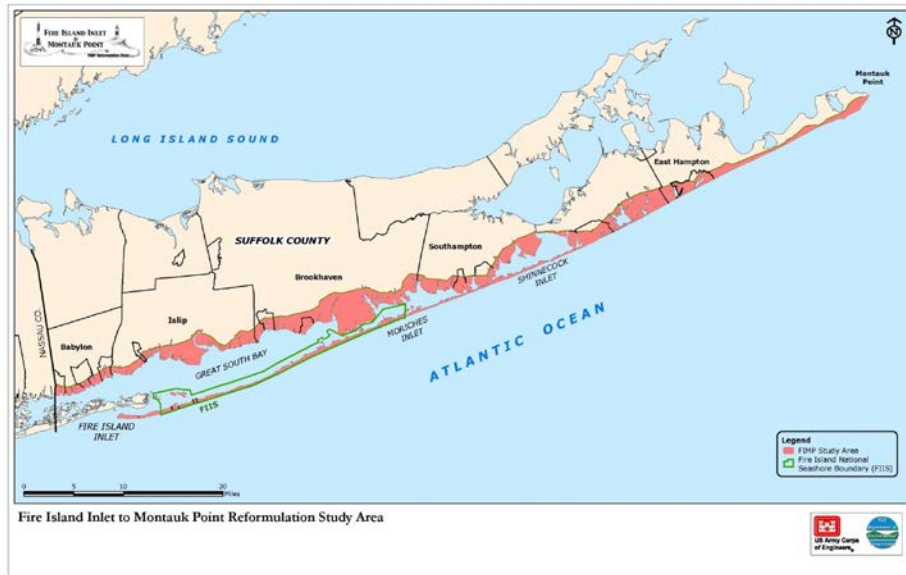 FIRE ISLAND INLET
MONTAUK POINT
N
Montauk
Point
LONG ISLAND SOUND
East Hampton
SUFFOLK COUNTY
Southampton
Brookhaven
SHINNECOCK
INLET
Islip
MORICHES
INLET
NASSAU CO.
Babylon
GREAT SOUTH BAY
ATLANTIC OCEAN
FIIS
FIRE ISLAND
INLET
Legend
FIMP Study Area
Fire Island National
Seashore Boundary (FIIS)
0 5 10 20
Miles
Fire Island Inlet to Montauk Point Reformulation Study Area
US Army Corps
of Engineers